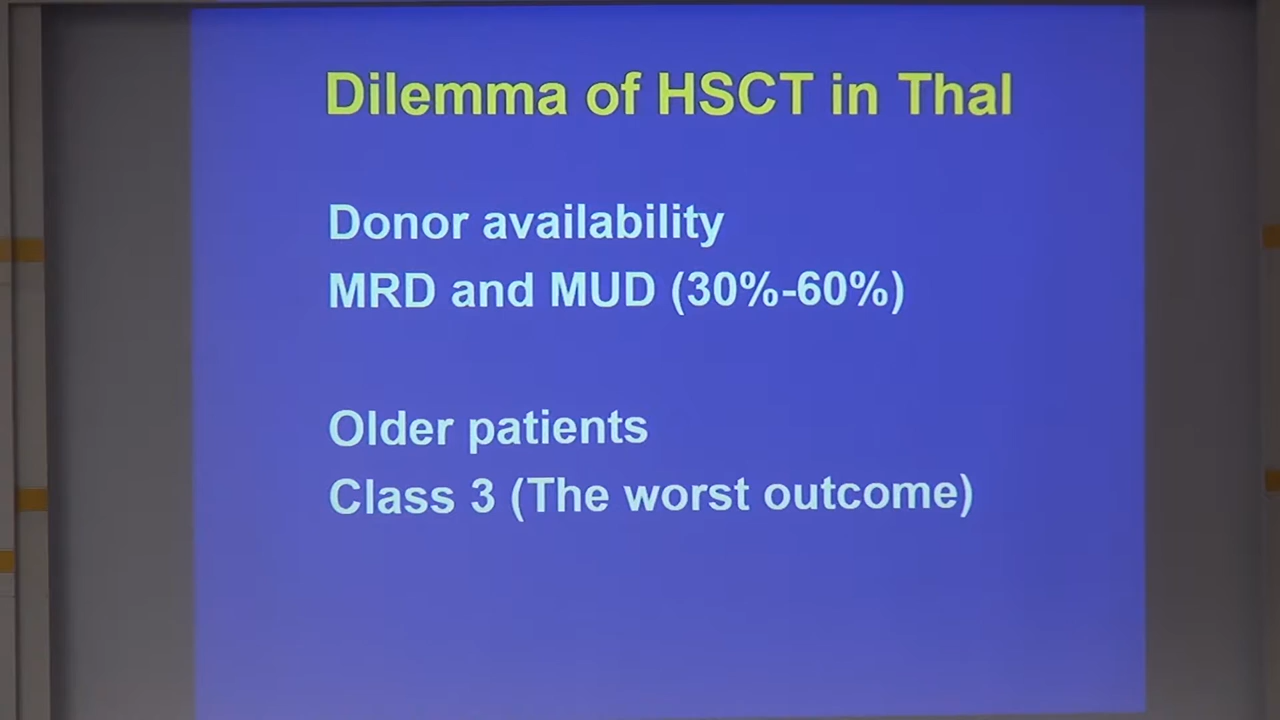 Dilemma of HSCT in Thal
Donor availability
MRD and MUD (30%-60%)
Older patients
Class 3 (The worst outcome)